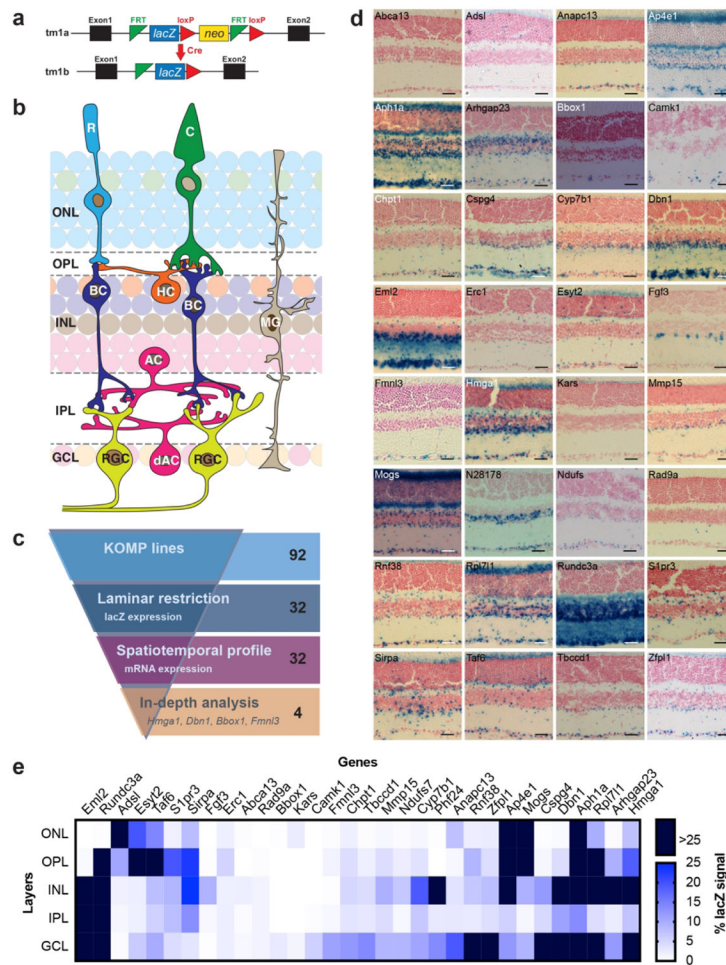 a
FRT loxP FRT loxP
Exon1 Exon2
tm1a lacZ neo
Cre
Exon1 Exon2
tm1b lacZ
b
R C
ONL
OPL
BC HC BC
INL MG
AC
IPL
RGC RGC
GCL dAC
c
KOMP lines 92
Laminar restriction 32
lacZ expression
Spatiotemporal profile 32
mRNA expression
In-depth analysis 4
Hmga1, Dbn1, Bbox1, Fmnl3
d
Abca13 Adsl Anapc13 Ap4e1
Aph1a Arhgap23 Bbox1 Camk1
Chpt1 Cspg4 Cyp7b1 Dbn1
Eml2 Erc1 Esyt2 Fgf3
Fmnl3 Hmga1 Kars Mmp15
Mogs N28178 Ndufs Rad9a
Rnf38 Rpl7l1 Rundc3a S1pr3
Sirpa Taf6 Tbccd1 Zfpl1
e
Genes
Eml2 Rundc3a Adsl Esyt2 Taf6 S1pr3 Sirpa Fgf3 Erc1 Abca13 Rad9a Bbox1 Kars Camk1 Fmnl3 Chpt1 Tbccd1 Mmp15 Ndufs7 Cyp7b1 Phf24 Anapc13 Rnf38 Zfpl1 Ap4e1 Mogs Cspg4 Dbn1 Aph1a Rpl7l1 Arhgap23 Hmga1
Layers
ONL
OPL
INL
IPL
GCL
>25
25
20
15
10
5
0
% lacZ signal